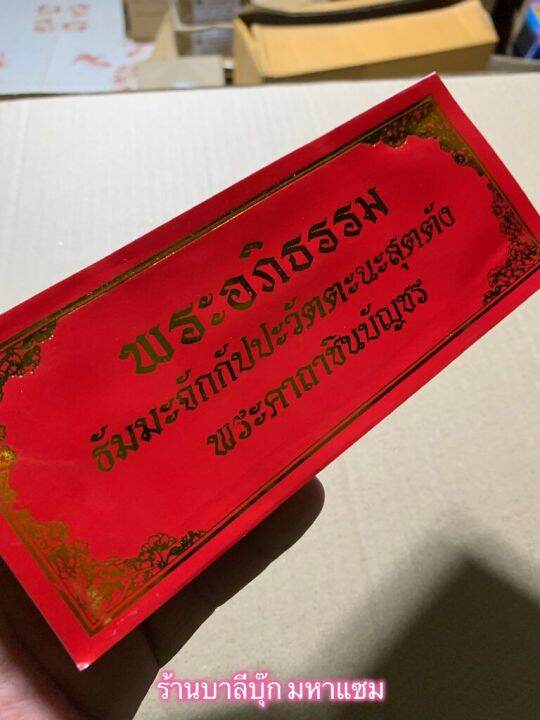 พระอภิธรรม
ธัมมะจักกัปปะวัตตะนะสุตตัง
พระคาถาชินบัญชร
ร้านบาลีบุ๊ก มหาแซม